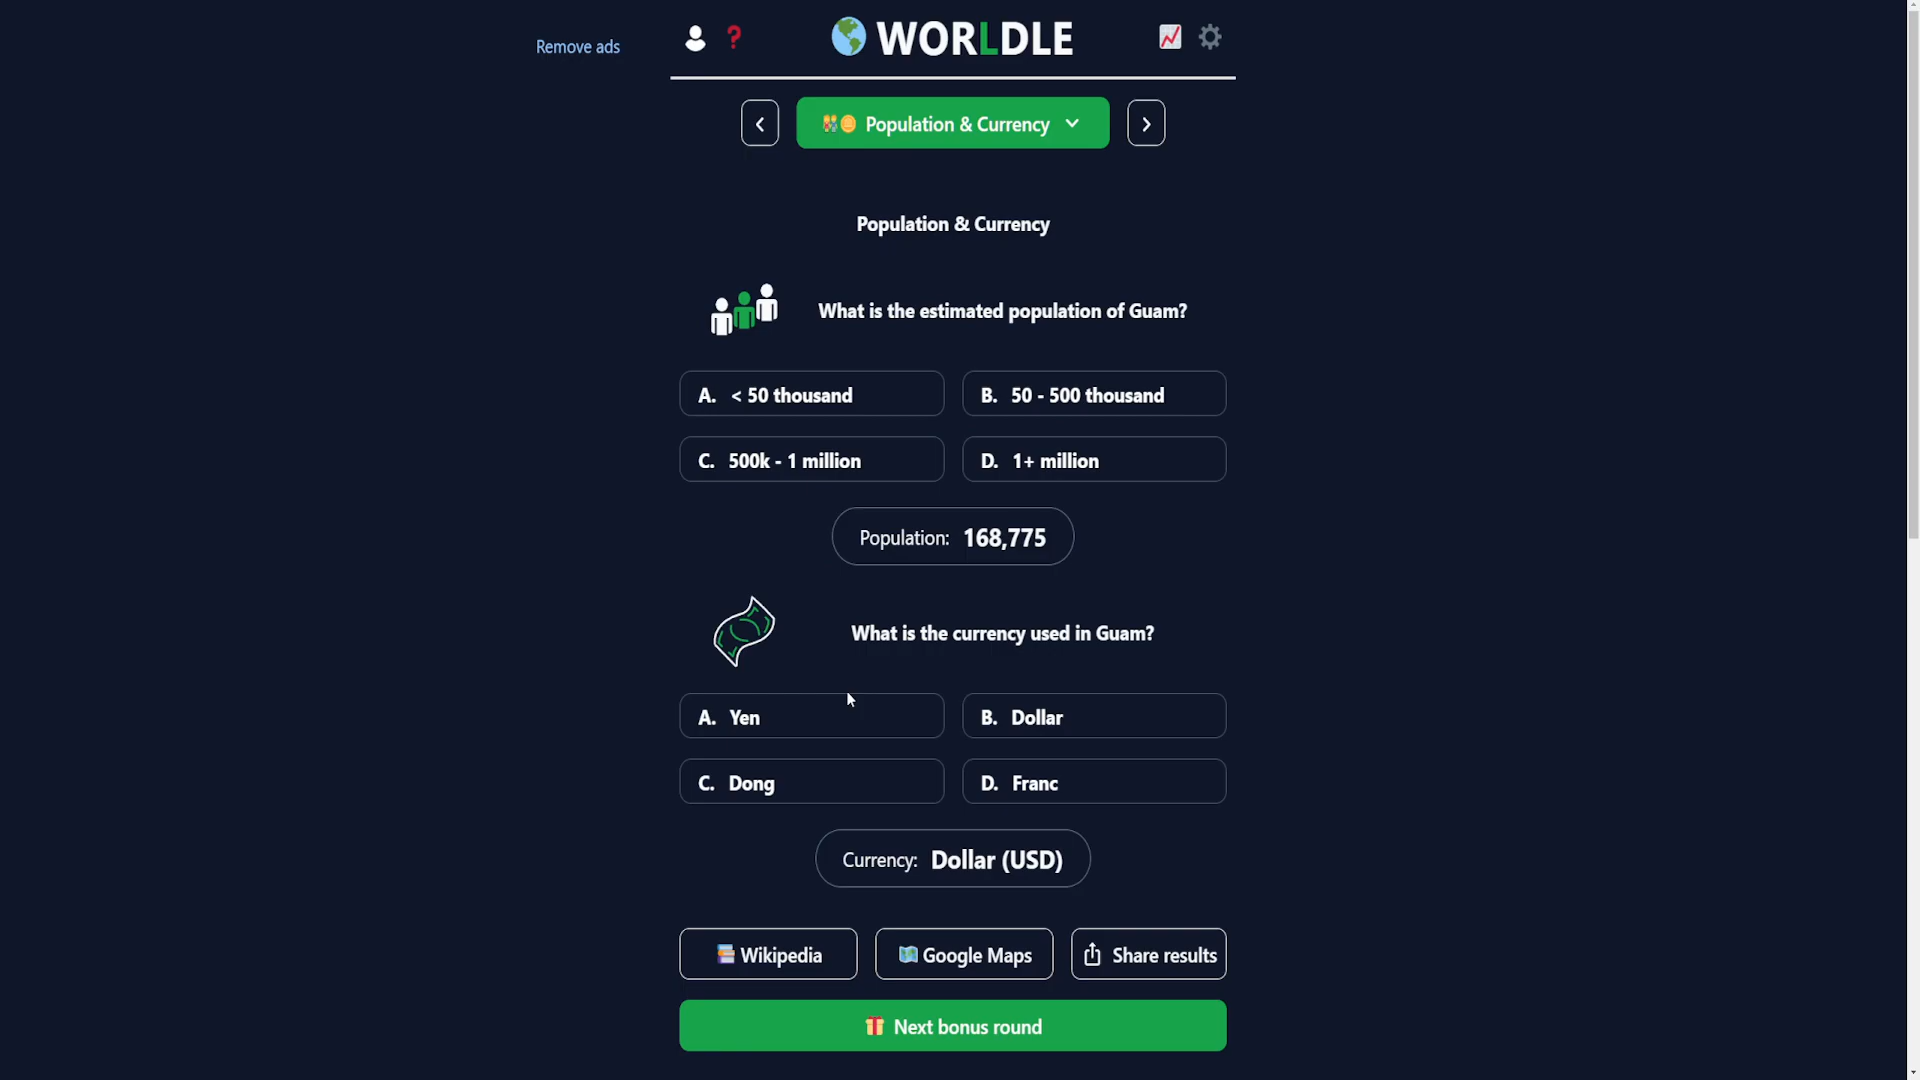 Remove ads
?
WORLDLE
Population & Currency
Population & Currency
What is the estimated population of Guam?
A. < 50 thousand
B. 50 - 500 thousand
C. 500k - 1 million
D. 1+ million
Population: 168,775
What is the currency used in Guam?
A. Yen
B. Dollar
C. Dong
D. Franc
Currency: Dollar (USD)
Wikipedia
Google Maps
Share results
Next bonus round